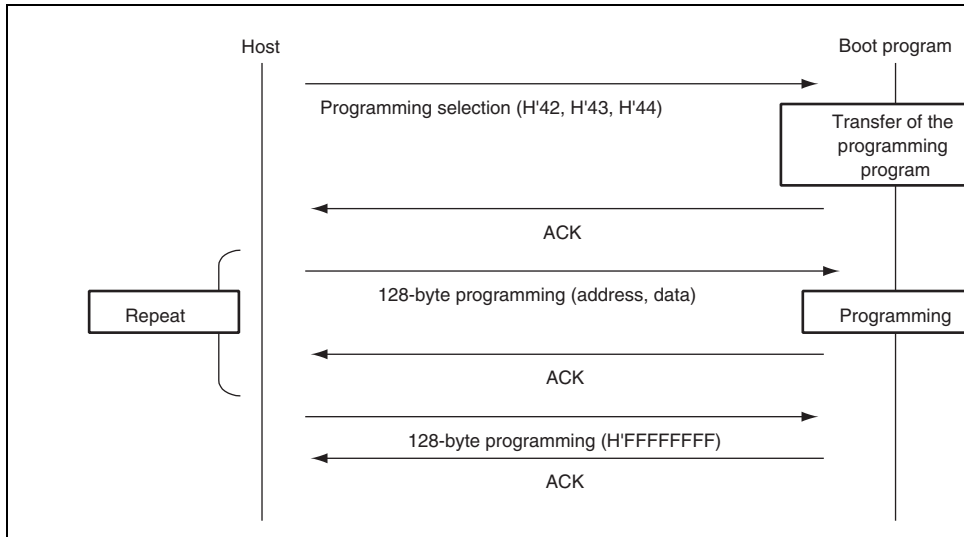 Host
Boot program
Programming selection (H'42, H'43, H'44)
Transfer of the
programming
program
ACK
128-byte programming (address, data)
Repeat
Programming
ACK
128-byte programming (H'FFFFFFFF)
ACK